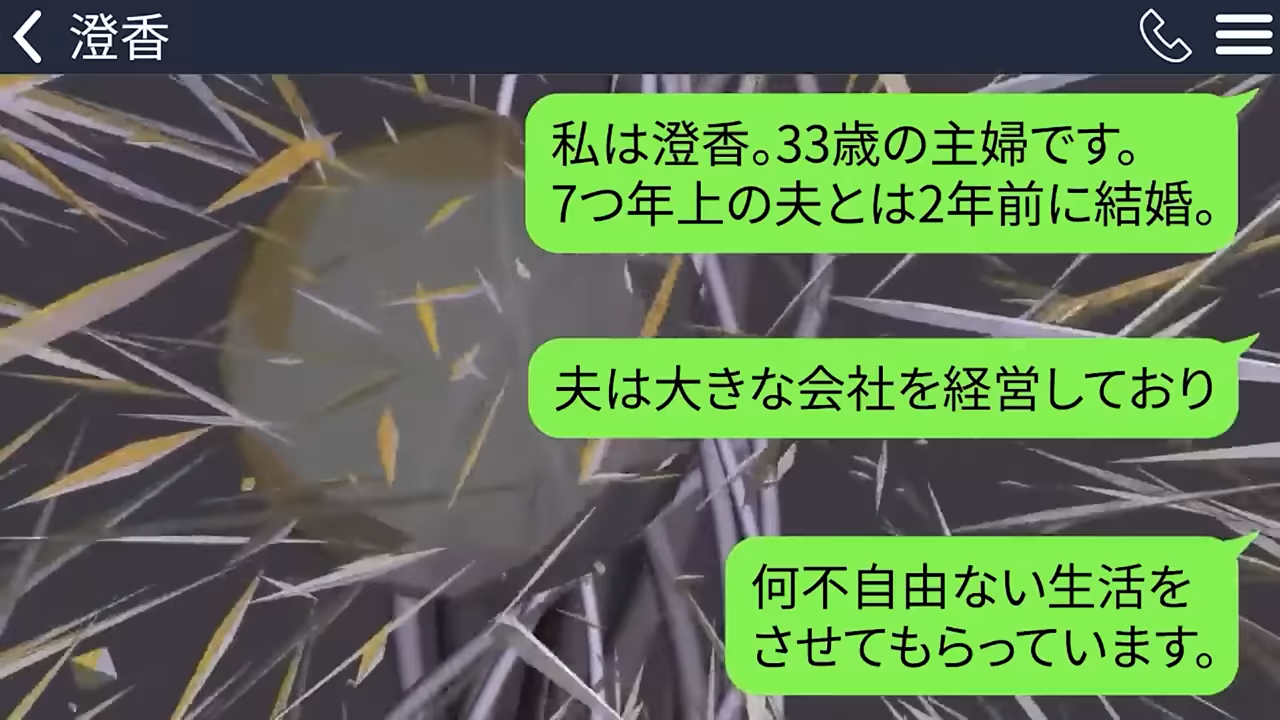 澄香
私は澄香。33歳の主婦です。
7つ年上の夫とは2年前に結婚。
夫は大きな会社を経営しており
何不自由ない生活を
させてもらっています。